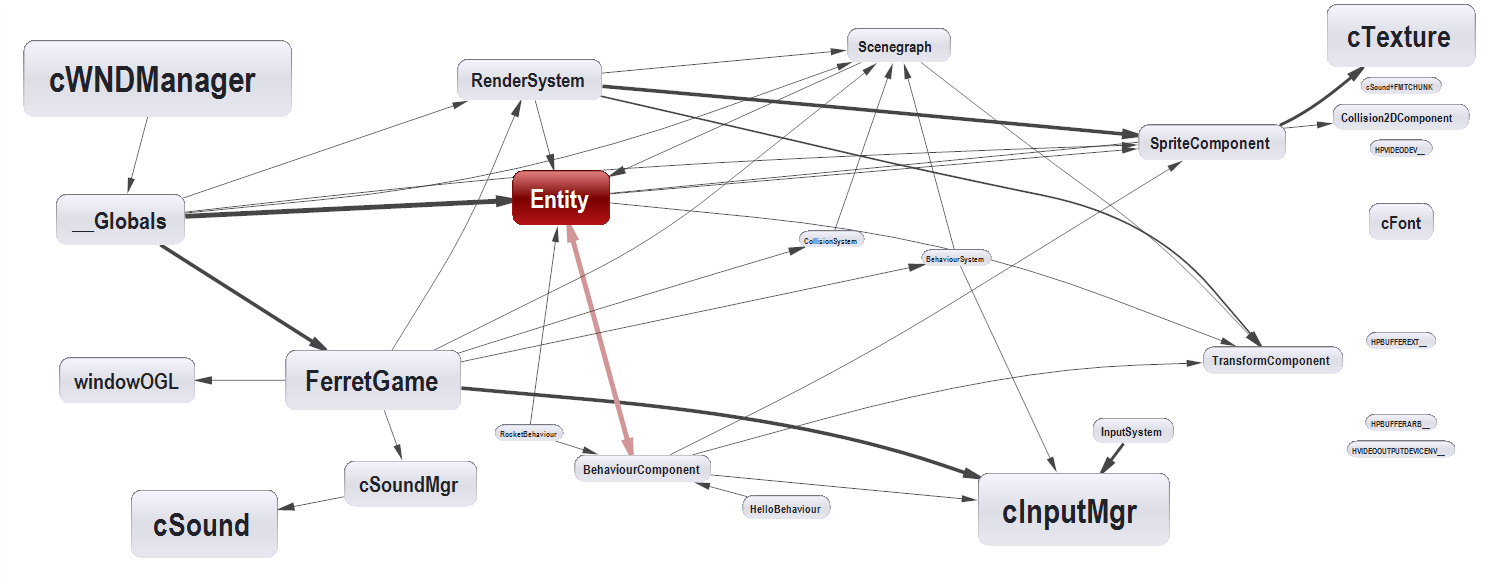 cTexture
Scenegraph
cWNDManager
RenderSystem
cSound+FMTCHUNK
Collision2DComponent
SpriteComponent
HPVIDEODEV__
Entity
__Globals
cFont
CollisionSystem
BehaviourSystem
HPBUFFEREXT__
TransformComponent
windowOGL
FerretGame
HPBUFFERARB__
RocketBehaviour
InputSystem
HVIDEOOUTPUTDEVICENV__
BehaviourComponent
cSoundMgr
HelloBehaviour
cInputMgr
cSound